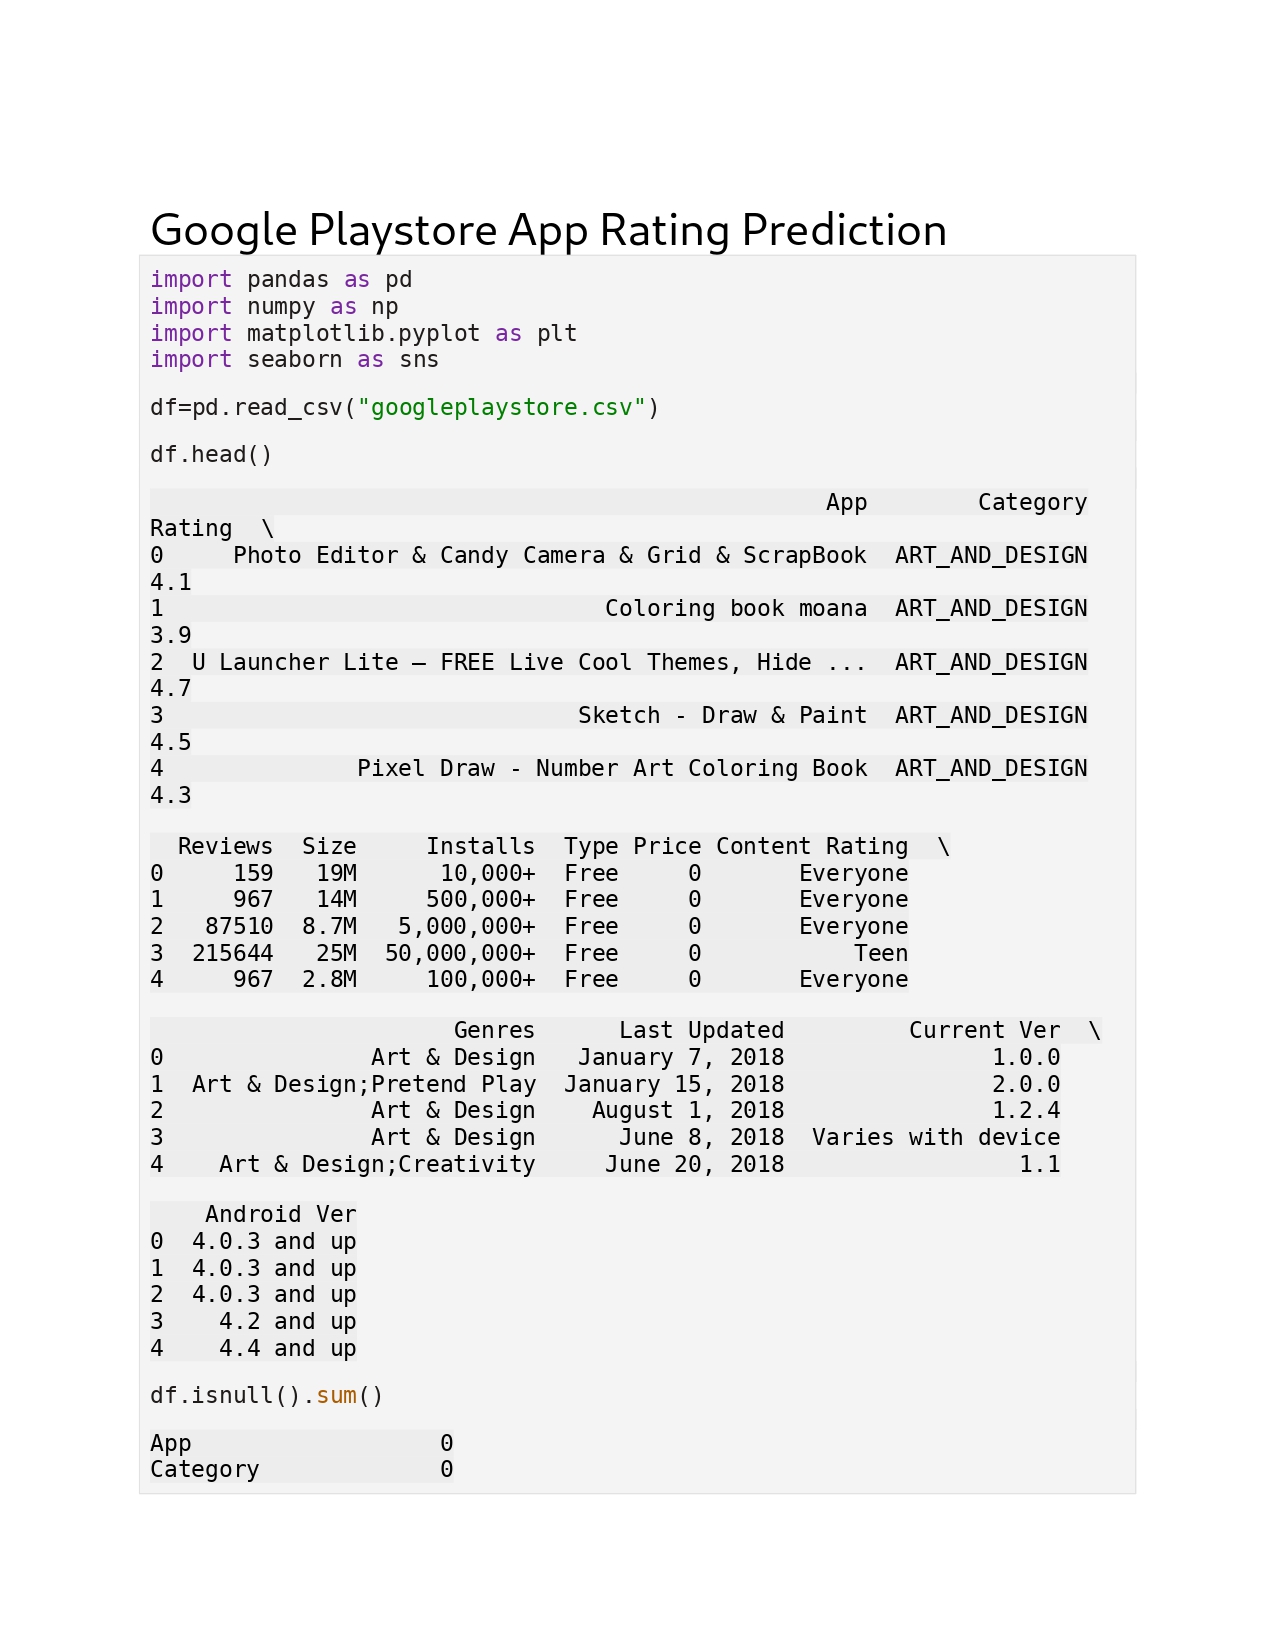 Google Playstore App Rating Prediction
import pandas as pd
import numpy as np
import matplotlib.pyplot as plt
import seaborn as sns
df=pd.read_csv("googleplaystore.csv")
df.head()
                                                 App        Category
Rating  \
0     Photo Editor & Candy Camera & Grid & ScrapBook  ART_AND_DESIGN
4.1
1                                Coloring book moana  ART_AND_DESIGN
3.9
2  U Launcher Lite – FREE Live Cool Themes, Hide ...  ART_AND_DESIGN
4.7
3                              Sketch - Draw & Paint  ART_AND_DESIGN
4.5
4              Pixel Draw - Number Art Coloring Book  ART_AND_DESIGN
4.3
  Reviews  Size     Installs  Type Price Content Rating  \
0     159   19M      10,000+  Free     0       Everyone
1     967   14M     500,000+  Free     0       Everyone
2   87510  8.7M   5,000,000+  Free     0       Everyone
3  215644   25M  50,000,000+  Free     0           Teen
4     967  2.8M     100,000+  Free     0       Everyone
                      Genres      Last Updated         Current Ver  \
0               Art & Design   January 7, 2018               1.0.0
1  Art & Design;Pretend Play  January 15, 2018               2.0.0
2               Art & Design    August 1, 2018               1.2.4
3               Art & Design      June 8, 2018  Varies with device
4    Art & Design;Creativity     June 20, 2018                 1.1
    Android Ver
0  4.0.3 and up
1  4.0.3 and up
2  4.0.3 and up
3    4.2 and up
4    4.4 and up
df.isnull().sum()
App                  0
Category             0